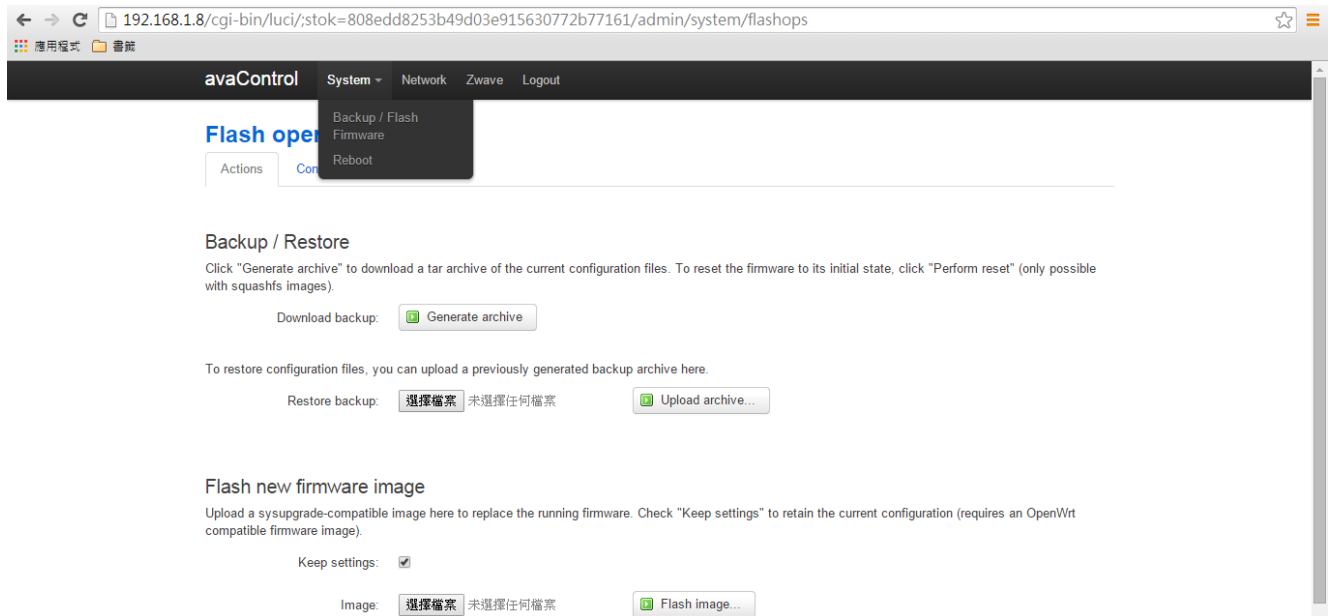 192.168.1.8/cgi-bin/luci/;stok=808edd8253b49d03e915630772b77161/admin/system/flashops
應用程式 書籤
avaControl System Network Zwave Logout
Backup / Flash
Firmware
Reboot
Flash oper
Actions Con
Backup / Restore
Click "Generate archive" to download a tar archive of the current configuration files. To reset the firmware to its initial state, click "Perform reset" (only possible
with squashfs images).
Download backup: Generate archive
To restore configuration files, you can upload a previously generated backup archive here.
Restore backup: 選擇檔案 未選擇任何檔案 Upload archive...
Flash new firmware image
Upload a sysupgrade-compatible image here to replace the running firmware. Check "Keep settings" to retain the current configuration (requires an OpenWrt
compatible firmware image).
Keep settings:
Image: 選擇檔案 未選擇任何檔案 Flash image...